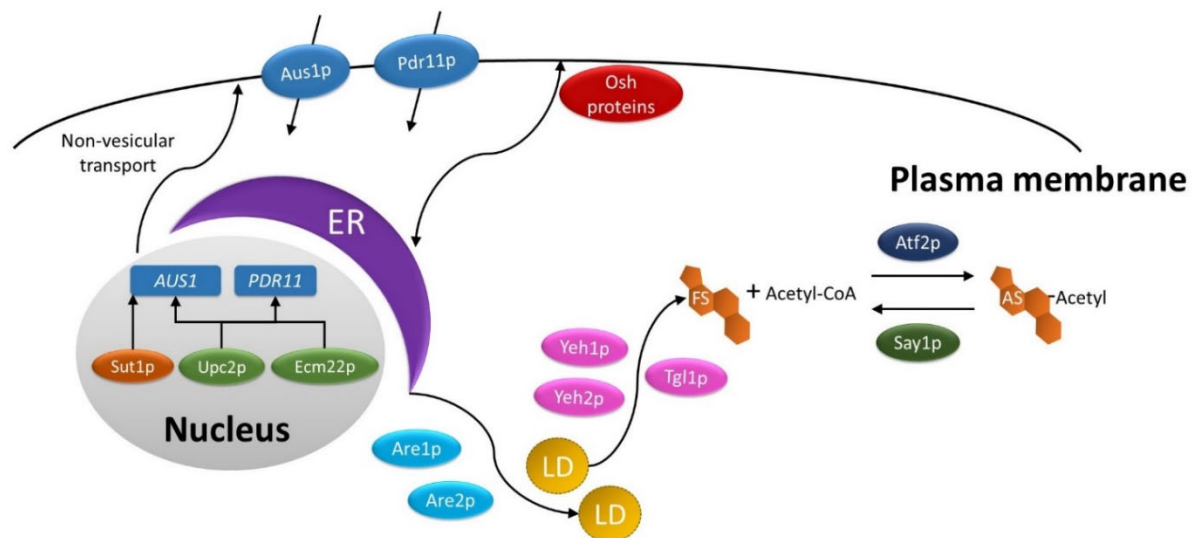 Aus1p
Pdr11p
Osh
proteins
Non-vesicular
transport
Plasma membrane
ER
AUS1
PDR11
Sut1p
Upc2p
Ecm22p
Nucleus
Atf2p
FS
+ Acetyl-CoA
AS
-Acetyl
Say1p
Yeh1p
Tgl1p
Yeh2p
Are1p
LD
Are2p
LD